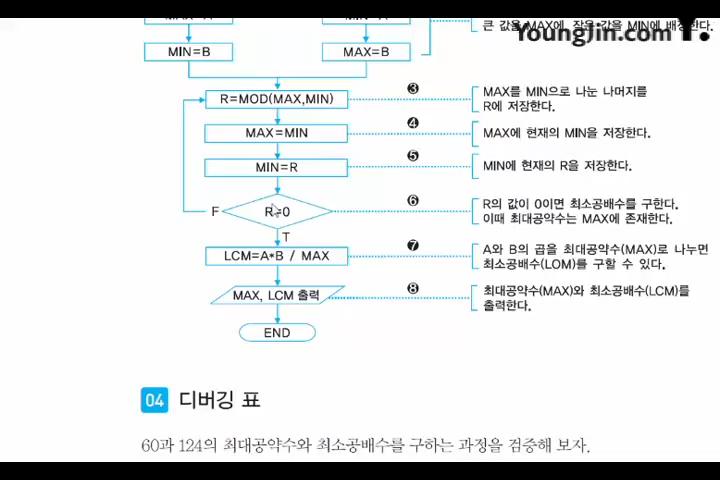 큰 값을 MAX에, 작은 값을 MIN에 배정한다.
Youngjin.com Y.
MIN=B
MAX=B
R=MOD(MAX,MIN)
❸
MAX를 MIN으로 나눈 나머지를
R에 저장한다.
MAX=MIN
❹
MAX에 현재의 MIN을 저장한다.
MIN=R
❺
MIN에 현재의 R을 저장한다.
F
R=0
❻
R의 값이 0이면 최소공배수를 구한다.
이때 최대공약수는 MAX에 존재한다.
T
LCM=A*B / MAX
❼
A와 B의 곱을 최대공약수(MAX)로 나누면
최소공배수(LOM)를 구할 수 있다.
MAX, LCM 출력
❽
최대공약수(MAX)와 최소공배수(LCM)를
출력한다.
END
04 디버깅 표
60과 124의 최대공약수와 최소공배수를 구하는 과정을 검증해 보자.